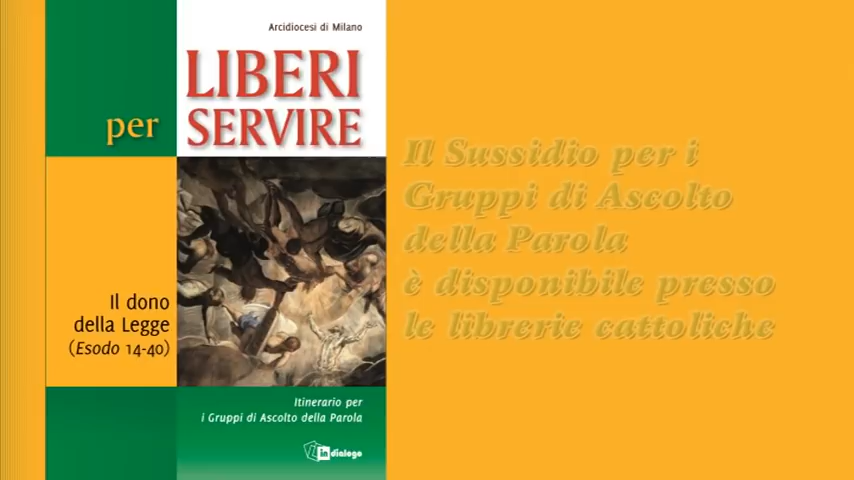 Arcidiocesi di Milano
LIBERI
per SERVIRE
Il dono
della Legge
(Esodo 14-40)
Itinerario per
i Gruppi di Ascolto della Parola
in dialogo
Il Sussidio per i
Gruppi di Ascolto
della Parola
è disponibile presso
le librerie cattoliche